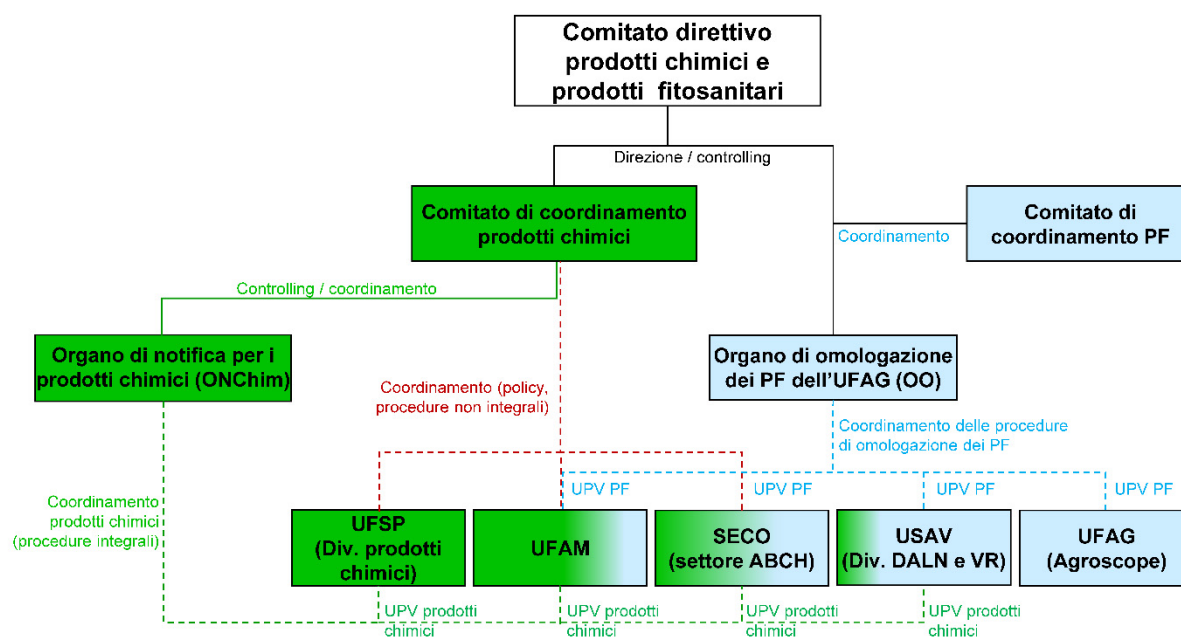 Comitato direttivo
prodotti chimici e
prodotti fitosanitari
Direzione / controlling
Comitato di coordinamento
prodotti chimici
Coordinamento
Comitato di
coordinamento PF
Controlling / coordinamento
Organo di notifica per i
prodotti chimici (ONChim)
Organo di omologazione
dei PF dell'UFAG (OO)
Coordinamento (policy,
procedure non integrali)
Coordinamento delle procedure
di omologazione dei PF
Coordinamento
prodotti chimici
(procedure integrali)
UPV PF
UPV PF
UPV PF
UPV PF
UFSP
(Div. prodotti
chimici)
UFAM
SECO
(settore ABCH)
USAV
(Div. DALN e VR)
UFAG
(Agroscope)
UPV prodotti
chimici
UPV prodotti
chimici
UPV prodotti
chimici
UPV prodotti
chimici